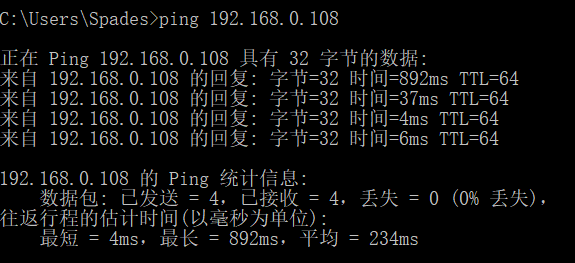 C:\Users\Spades>ping 192.168.0.108
正在 Ping 192.168.0.108 具有 32 字节的数据:
来自 192.168.0.108 的回复: 字节=32 时间=892ms TTL=64
来自 192.168.0.108 的回复: 字节=32 时间=37ms TTL=64
来自 192.168.0.108 的回复: 字节=32 时间=4ms TTL=64
来自 192.168.0.108 的回复: 字节=32 时间=6ms TTL=64
192.168.0.108 的 Ping 统计信息:
数据包: 已发送 = 4，已接收 = 4，丢失 = 0 (0% 丢失)，
往返行程的估计时间(以毫秒为单位):
最短 = 4ms，最长 = 892ms，平均 = 234ms